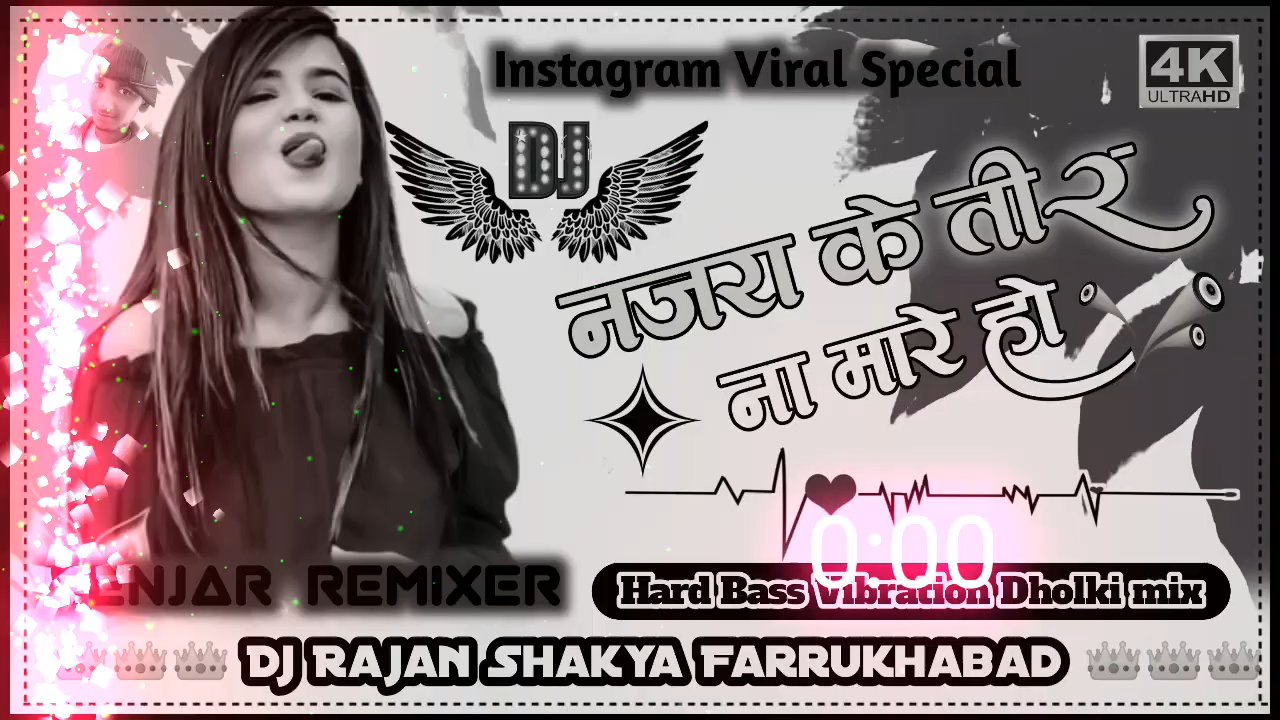 Instagram Viral Special
4K
ULTRAHD
DJ
नजरा के तीर
ना मारे हो
0:00
REMIXER
Hard Bass Vibration Dholki mix
DJ Rajan Shakya Farrukhabad